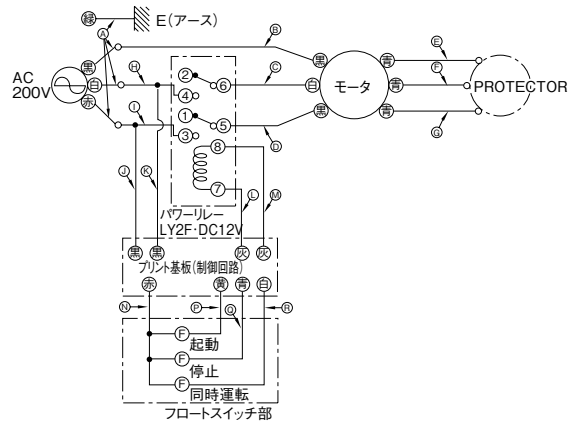 緑 E(アース)
A B E
黒 H C 黒 青 F
AC
200V
白 2 6 白 モータ 青 PROTECTOR
赤 4
I 1 5 黒 青
3 D G
8
J K 7 L M
パワーリレー
LY2F·DC12V
黒 黒 灰 灰
プリント基板(制御回路)
赤 黄 青 白
N P Q R
F
起動
F
停止
F
同時運転
フロートスイッチ部